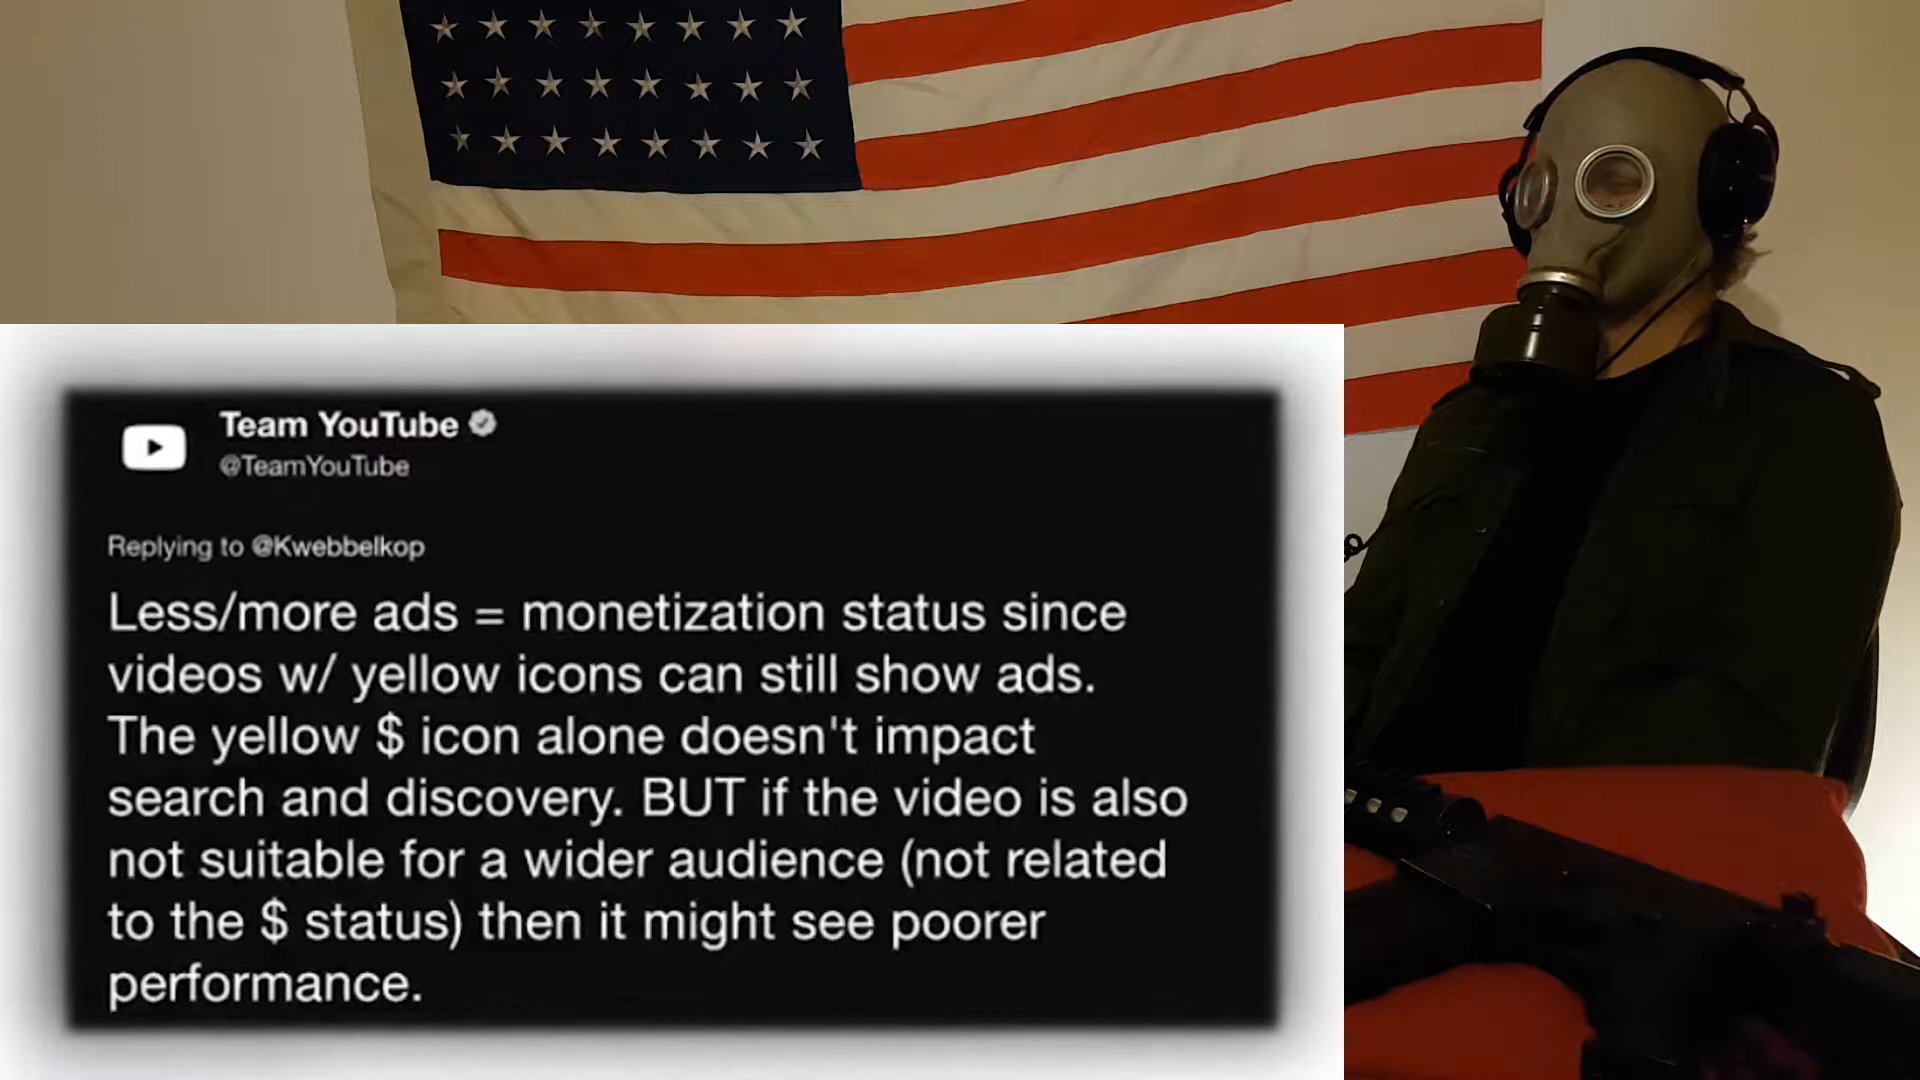 Team YouTube
@TeamYouTube
Replying to @Kwebbelkop
Less/more ads = monetization status since
videos w/ yellow icons can still show ads.
The yellow $ icon alone doesn't impact
search and discovery. BUT if the video is also
not suitable for a wider audience (not related
to the $ status) then it might see poorer
performance.